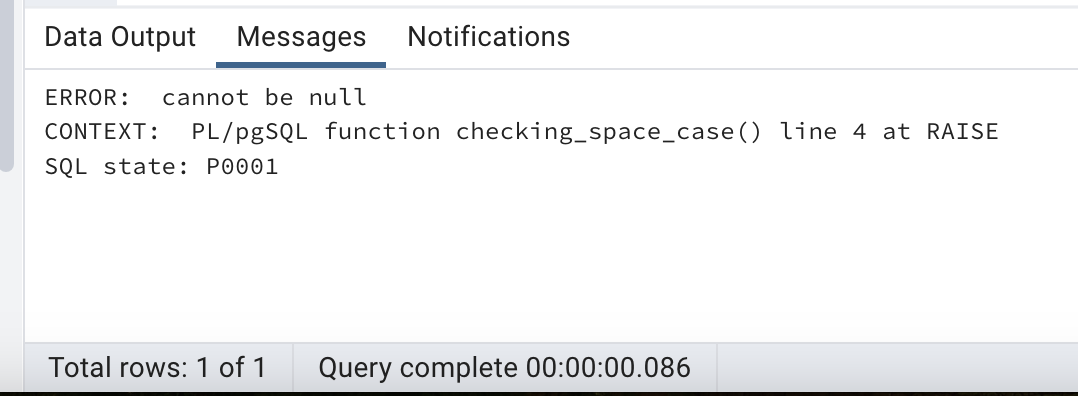 Data Output Messages Notifications
ERROR:  cannot be null
CONTEXT:  PL/pgSQL function checking_space_case() line 4 at RAISE
SQL state: P0001
Total rows: 1 of 1 Query complete 00:00:00.086